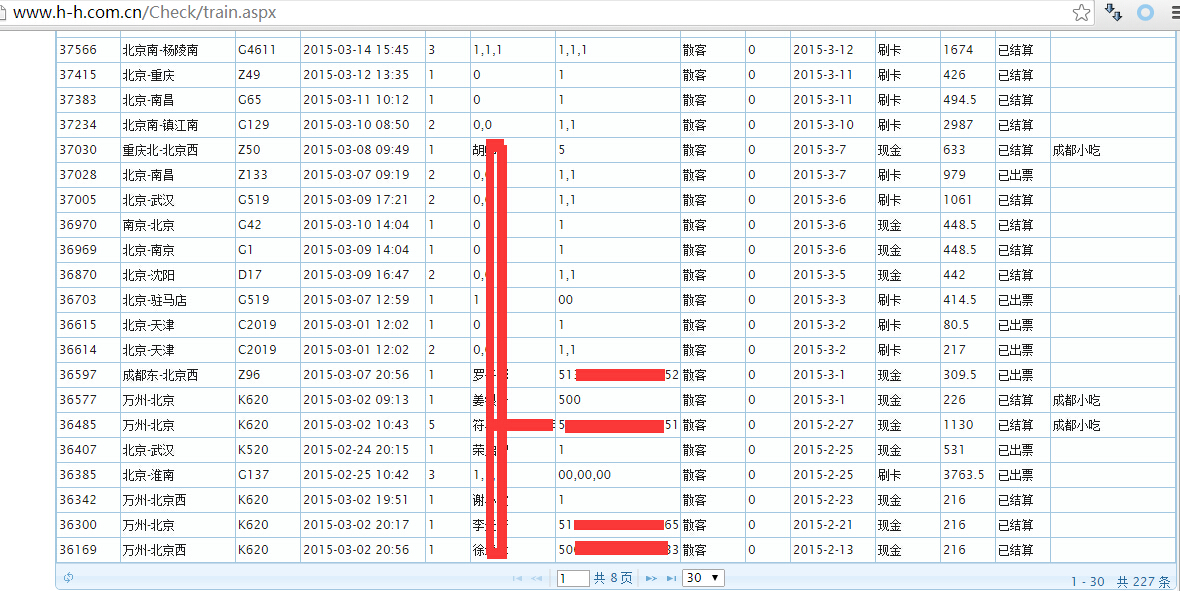 www.h-h.com.cn/Check/train.aspx
37566 北京南-杨陵南 G4611 2015-03-14 15:45 3 1,1,1 1,1,1 散客 0 2015-3-12 刷卡 1674 已结算
37415 北京-重庆 Z49 2015-03-12 13:35 1 0 1 散客 0 2015-3-11 刷卡 426 已结算
37383 北京-南昌 G65 2015-03-11 10:12 1 0 1 散客 0 2015-3-11 刷卡 494.5 已结算
37234 北京南-镇江南 G129 2015-03-10 08:50 2 0,0 1,1 散客 0 2015-3-10 刷卡 2987 已结算
37030 重庆北-北京西 Z50 2015-03-08 09:49 1 胡 5 散客 0 2015-3-7 现金 633 已结算 成都小吃
37028 北京-南昌 Z133 2015-03-07 09:19 2 0, 1,1 散客 0 2015-3-7 刷卡 979 已出票
37005 北京-武汉 G519 2015-03-09 17:21 2 0, 1,1 散客 0 2015-3-6 刷卡 1061 已出票
36970 南京-北京 G42 2015-03-10 14:04 1 0 1 散客 0 2015-3-6 现金 448.5 已结算
36969 北京-南京 G1 2015-03-09 14:04 1 0 1 散客 0 2015-3-6 现金 448.5 已结算
36870 北京-沈阳 D17 2015-03-09 16:47 2 0, 1,1 散客 0 2015-3-5 现金 442 已结算
36703 北京-驻马店 G519 2015-03-07 12:59 1 1 00 散客 0 2015-3-3 刷卡 414.5 已出票
36615 北京-天津 C2019 2015-03-01 12:02 1 0 1 散客 0 2015-3-2 刷卡 80.5 已出票
36614 北京-天津 C2019 2015-03-01 12:02 2 0, 1,1 散客 0 2015-3-2 刷卡 217 已出票
36597 成都东-北京西 Z96 2015-03-07 20:56 1 罗 51 52 散客 0 2015-3-1 现金 309.5 已出票
36577 万州-北京 K620 2015-03-02 09:13 1 姜 500 散客 0 2015-3-1 现金 226 已结算 成都小吃
36485 万州-北京 K620 2015-03-02 10:43 5 符 5 51 散客 0 2015-2-27 现金 1130 已结算 成都小吃
36407 北京-武汉 K520 2015-02-24 20:15 1 荣 1 散客 0 2015-2-25 现金 531 已出票
36385 北京-淮南 G137 2015-02-25 10:42 3 1, 00,00,00 散客 0 2015-2-25 刷卡 3763.5 已出票
36342 万州-北京西 K620 2015-03-02 19:51 1 谢 1 散客 0 2015-2-23 现金 216 已结算
36300 万州-北京 K620 2015-03-02 20:17 1 李 51 65 散客 0 2015-2-21 现金 216 已结算
36169 万州-北京西 K620 2015-03-02 20:56 1 徐 50 33 散客 0 2015-2-13 现金 216 已结算
1 共 8 页 30
1 - 30 共 227 条